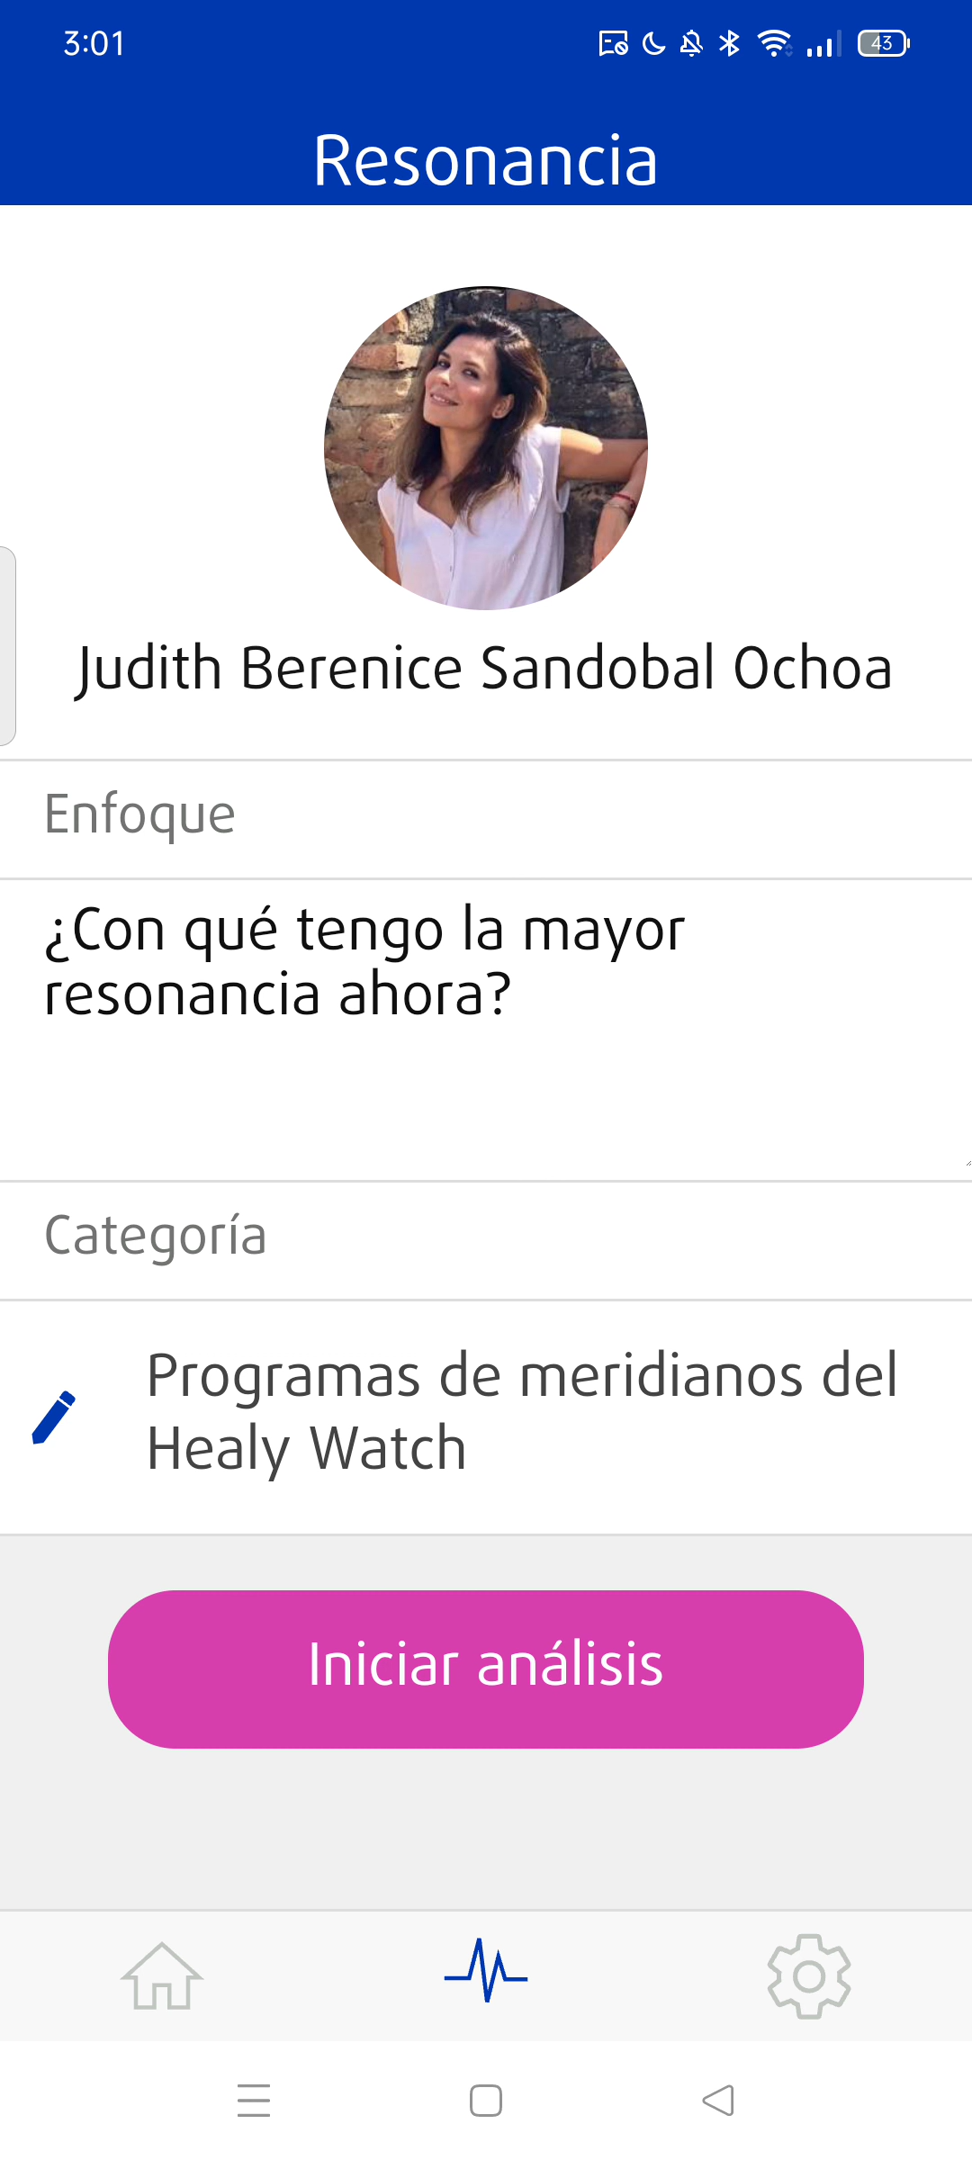 3:01
43
Resonancia
Judith Berenice Sandobal Ochoa
Enfoque
¿Con qué tengo la mayor
resonancia ahora?
Categoría
Programas de meridianos del
Healy Watch
Iniciar análisis